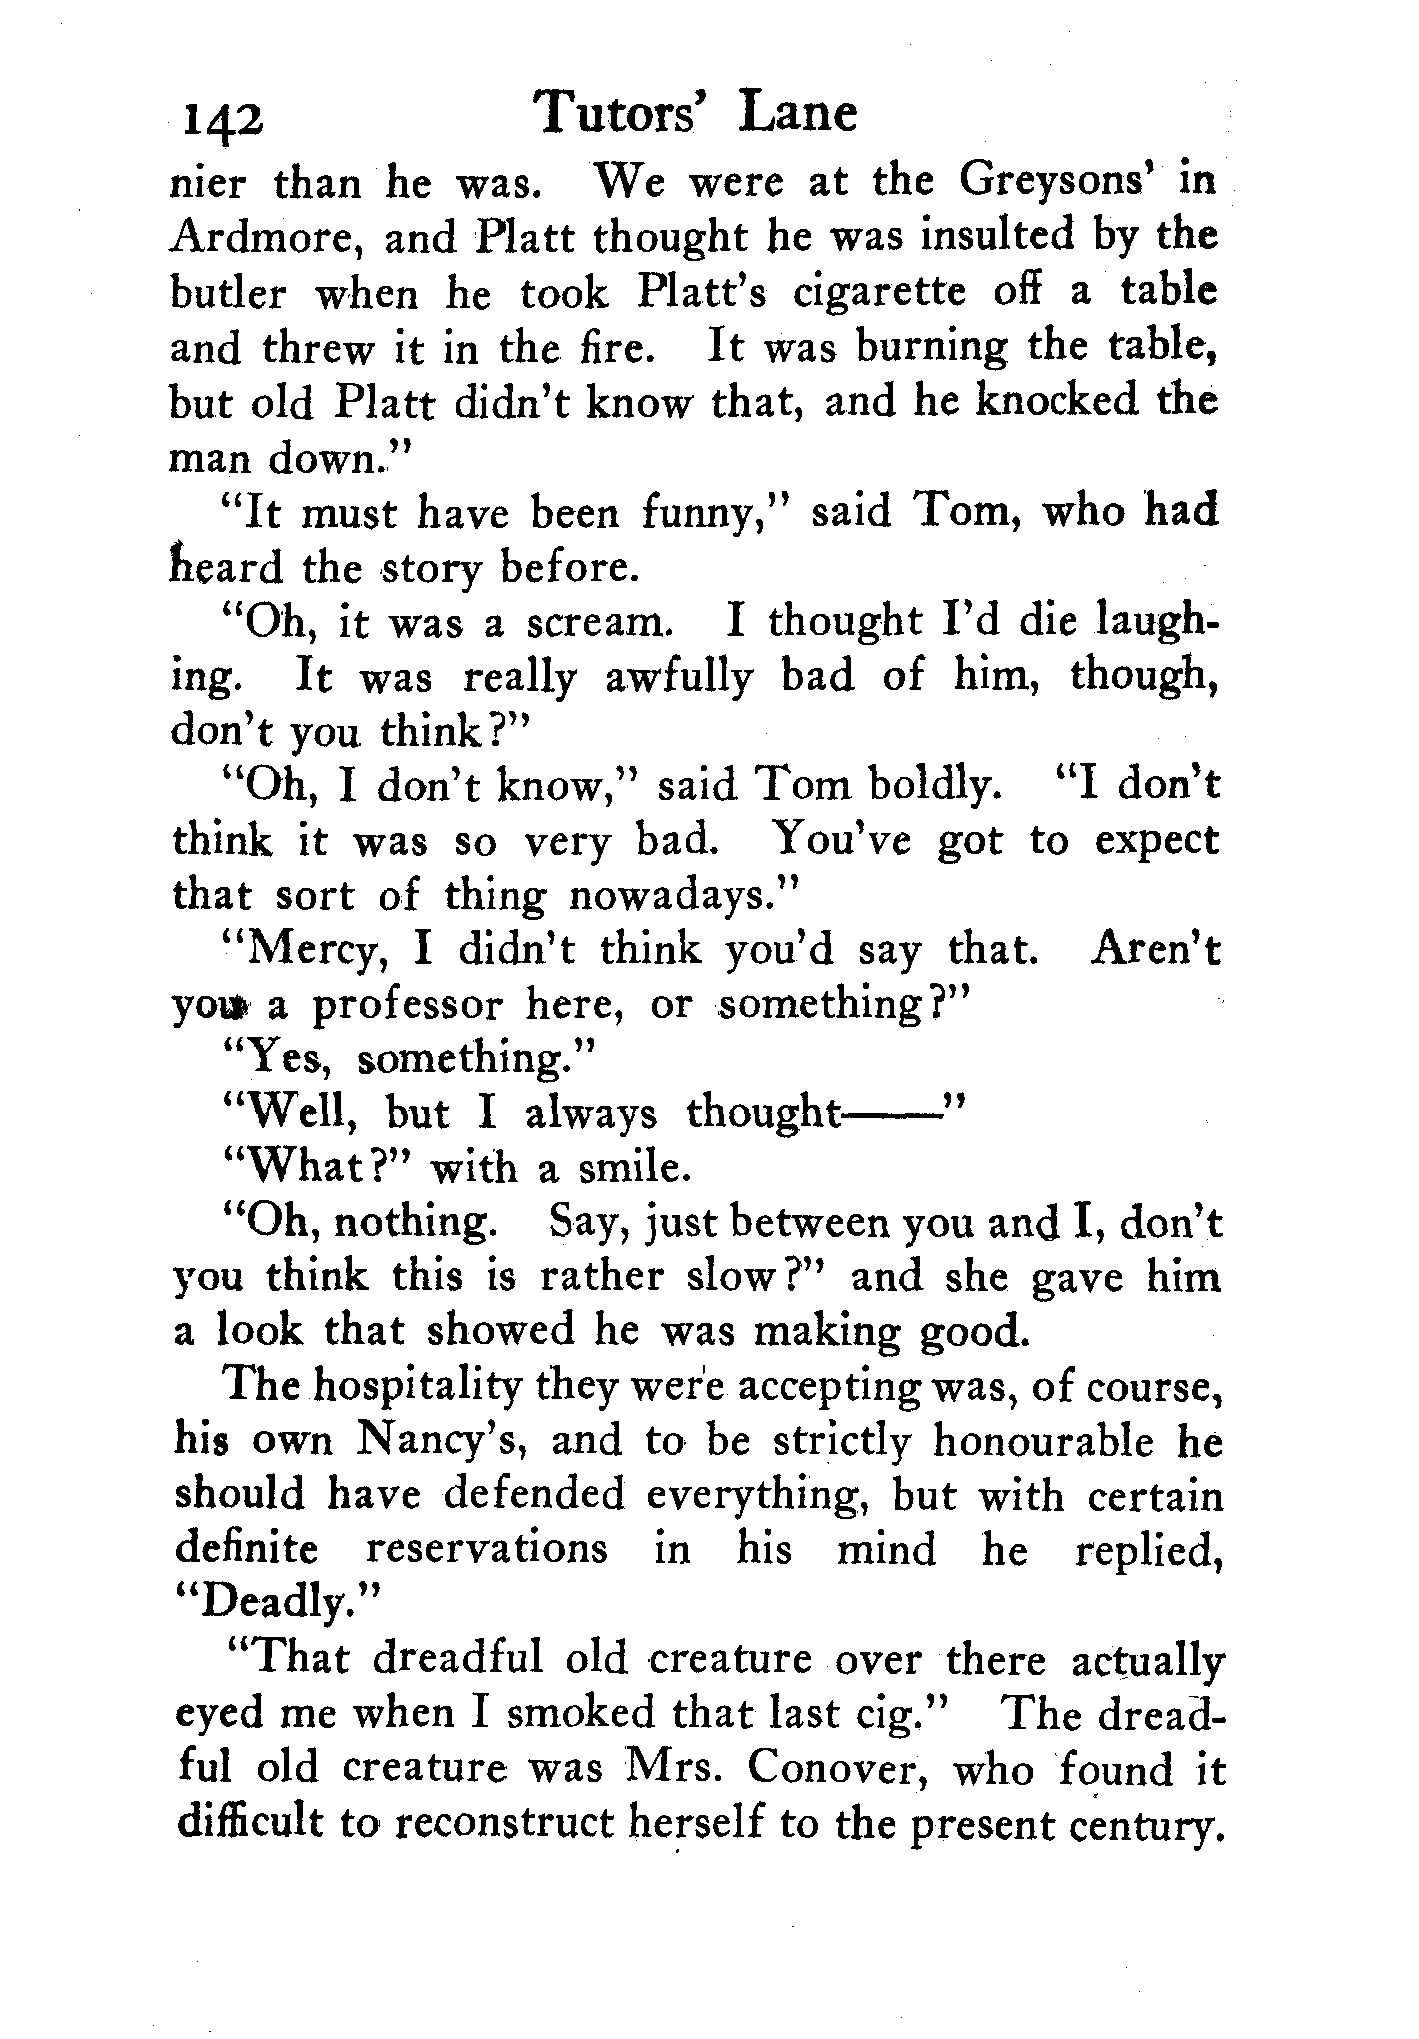 142 Tutors' Lane
nier than he was. We were at the Greysons' in
Ardmore, and Platt thought he was insulted by the
butler when he took Platt's cigarette off a table
and threw it in the fire. It was burning the table,
but old Platt didn't know that, and he knocked the
man down."
"It must have been funny," said Tom, who had
heard the story before.
"Oh, it was a scream. I thought I'd die laugh-
ing. It was really awfully bad of him, though,
don't you think?"
"Oh, I don't know," said Tom boldly. "I don't
think it was so very bad. You've got to expect
that sort of thing nowadays."
"Mercy, I didn't think you'd say that. Aren't
you a professor here, or something?"
"Yes, something."
"Well, but I always thought——"
"What?" with a smile.
"Oh, nothing. Say, just between you and I, don't
you think this is rather slow?" and she gave him
a look that showed he was making good.
The hospitality they were accepting was, of course,
his own Nancy's, and to be strictly honourable he
should have defended everything, but with certain
definite reservations in his mind he replied,
"Deadly."
"That dreadful old creature over there actually
eyed me when I smoked that last cig." The dread-
ful old creature was Mrs. Conover, who found it
difficult to reconstruct herself to the present century.